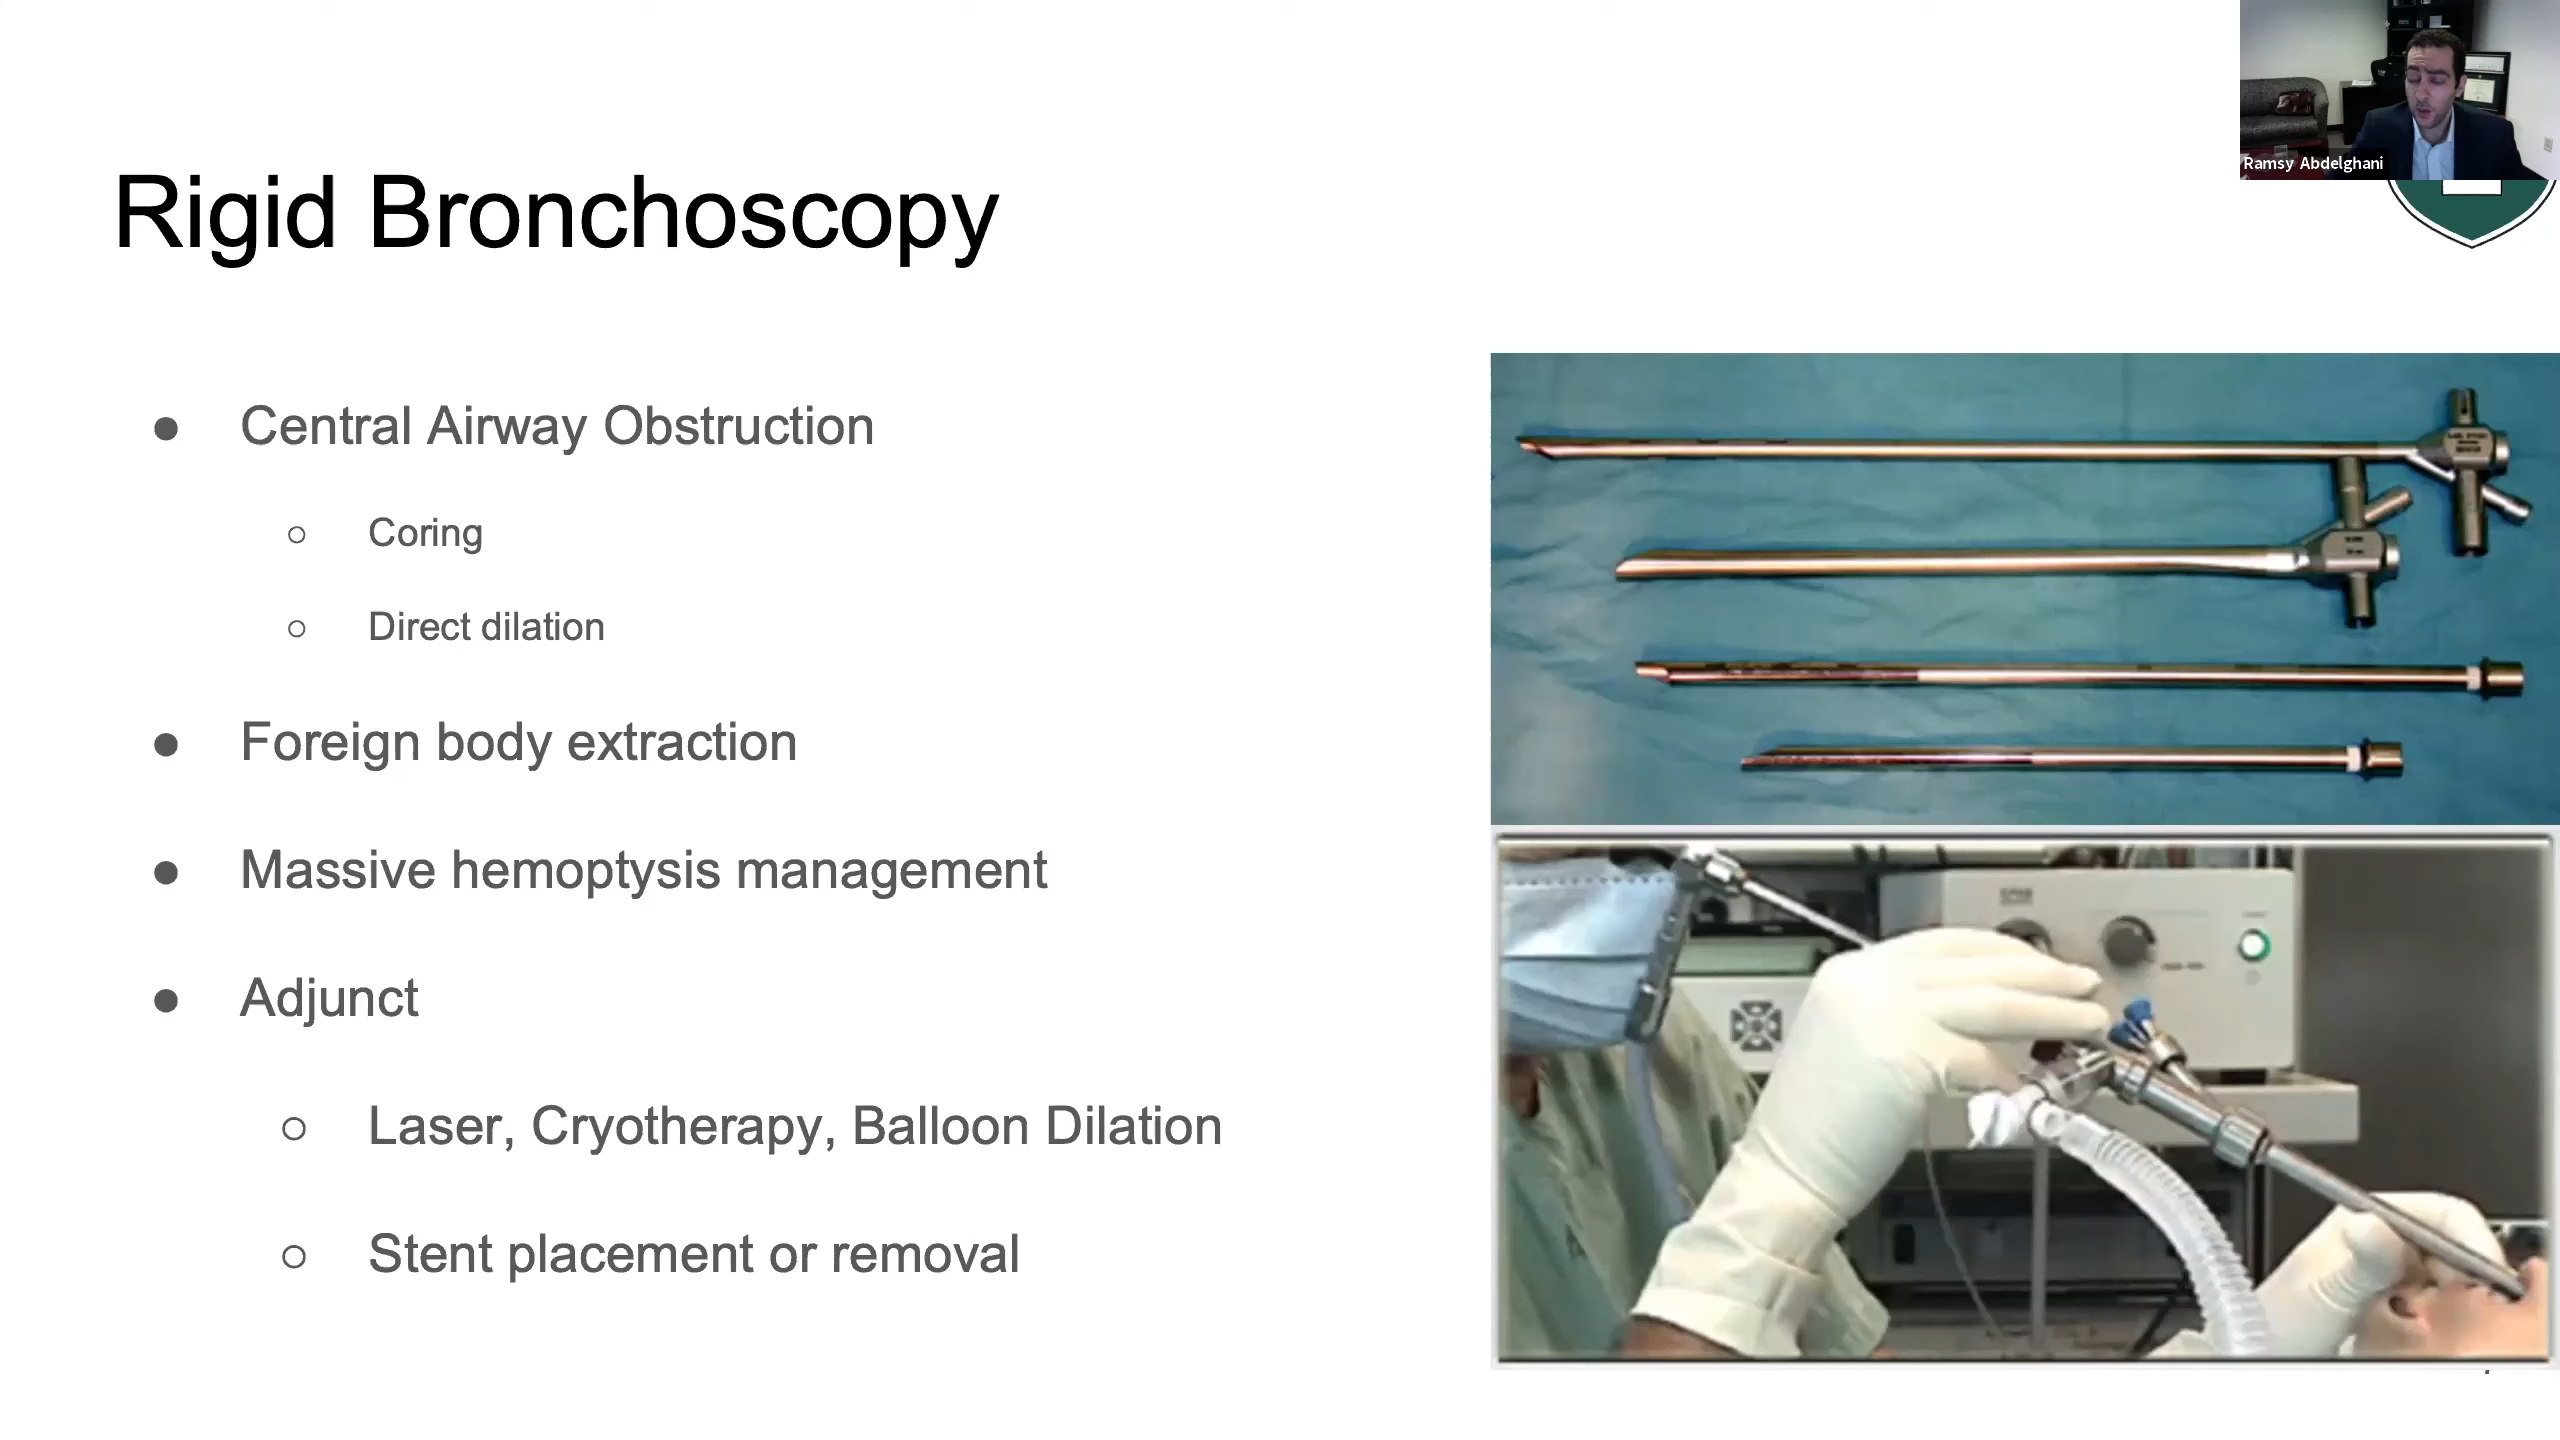 Ramsy Abdelghani
Rigid Bronchoscopy
● Central Airway Obstruction
○ Coring
○ Direct dilation
● Foreign body extraction
● Massive hemoptysis management
● Adjunct
○ Laser, Cryotherapy, Balloon Dilation
○ Stent placement or removal